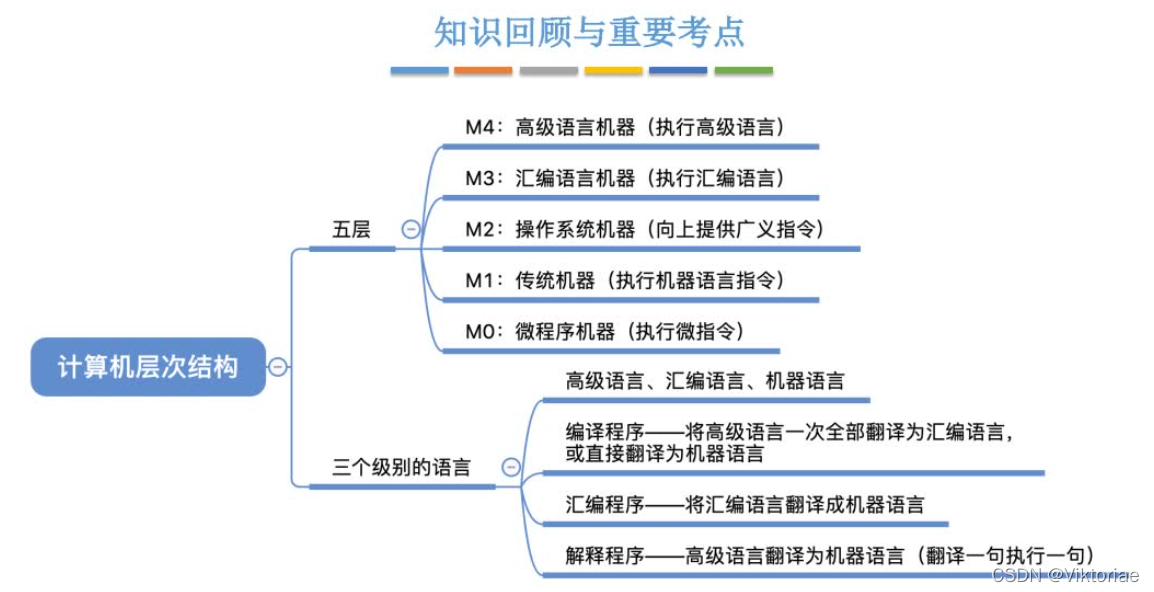 知识回顾与重要考点
M4：高级语言机器（执行高级语言）
M3：汇编语言机器（执行汇编语言）
五层
M2：操作系统机器（向上提供广义指令）
M1：传统机器（执行机器语言指令）
M0：微程序机器（执行微指令）
计算机层次结构
高级语言、汇编语言、机器语言
编译程序——将高级语言一次全部翻译为汇编语言，
或直接翻译为机器语言
三个级别的语言
汇编程序——将汇编语言翻译成机器语言
解释程序——高级语言翻译为机器语言（翻译一句执行一句）
CSDN @Viktoriae